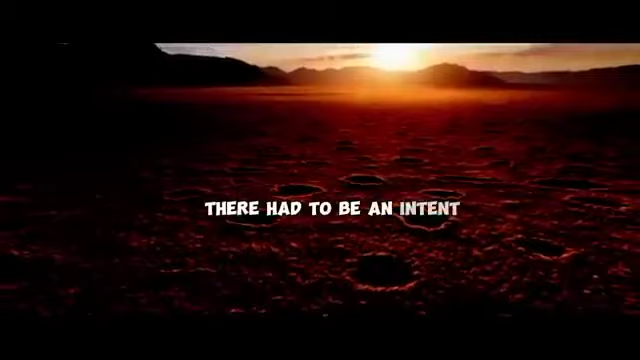 THERE HAD TO BE AN INTENT